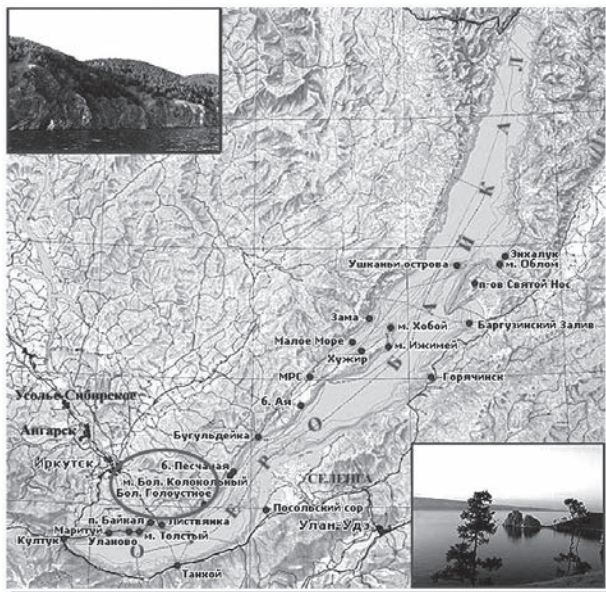 Л
А
К
Й
А
Б
О
Р
Е
З
О
Энкалук
м. Облом
Ушканьи острова
п-ов Святой Нос
Зама
м. Хобой
Баргузинский Залив
Малое Море
м. Ижимей
Хужир
МРС
Горячинск
б. Ая
Усолье-Сибирское
Ангарск
Бугульдейка
Иркутск
б. Песчаная
м. Бол. Колокольный
Бол. Голоустное
СЕЛЕНГА
Посольский сор
Улан-Удэ
п. Байкал
Листвянка
Маритуй
Култук
Уланово
м. Толстый
Танхой